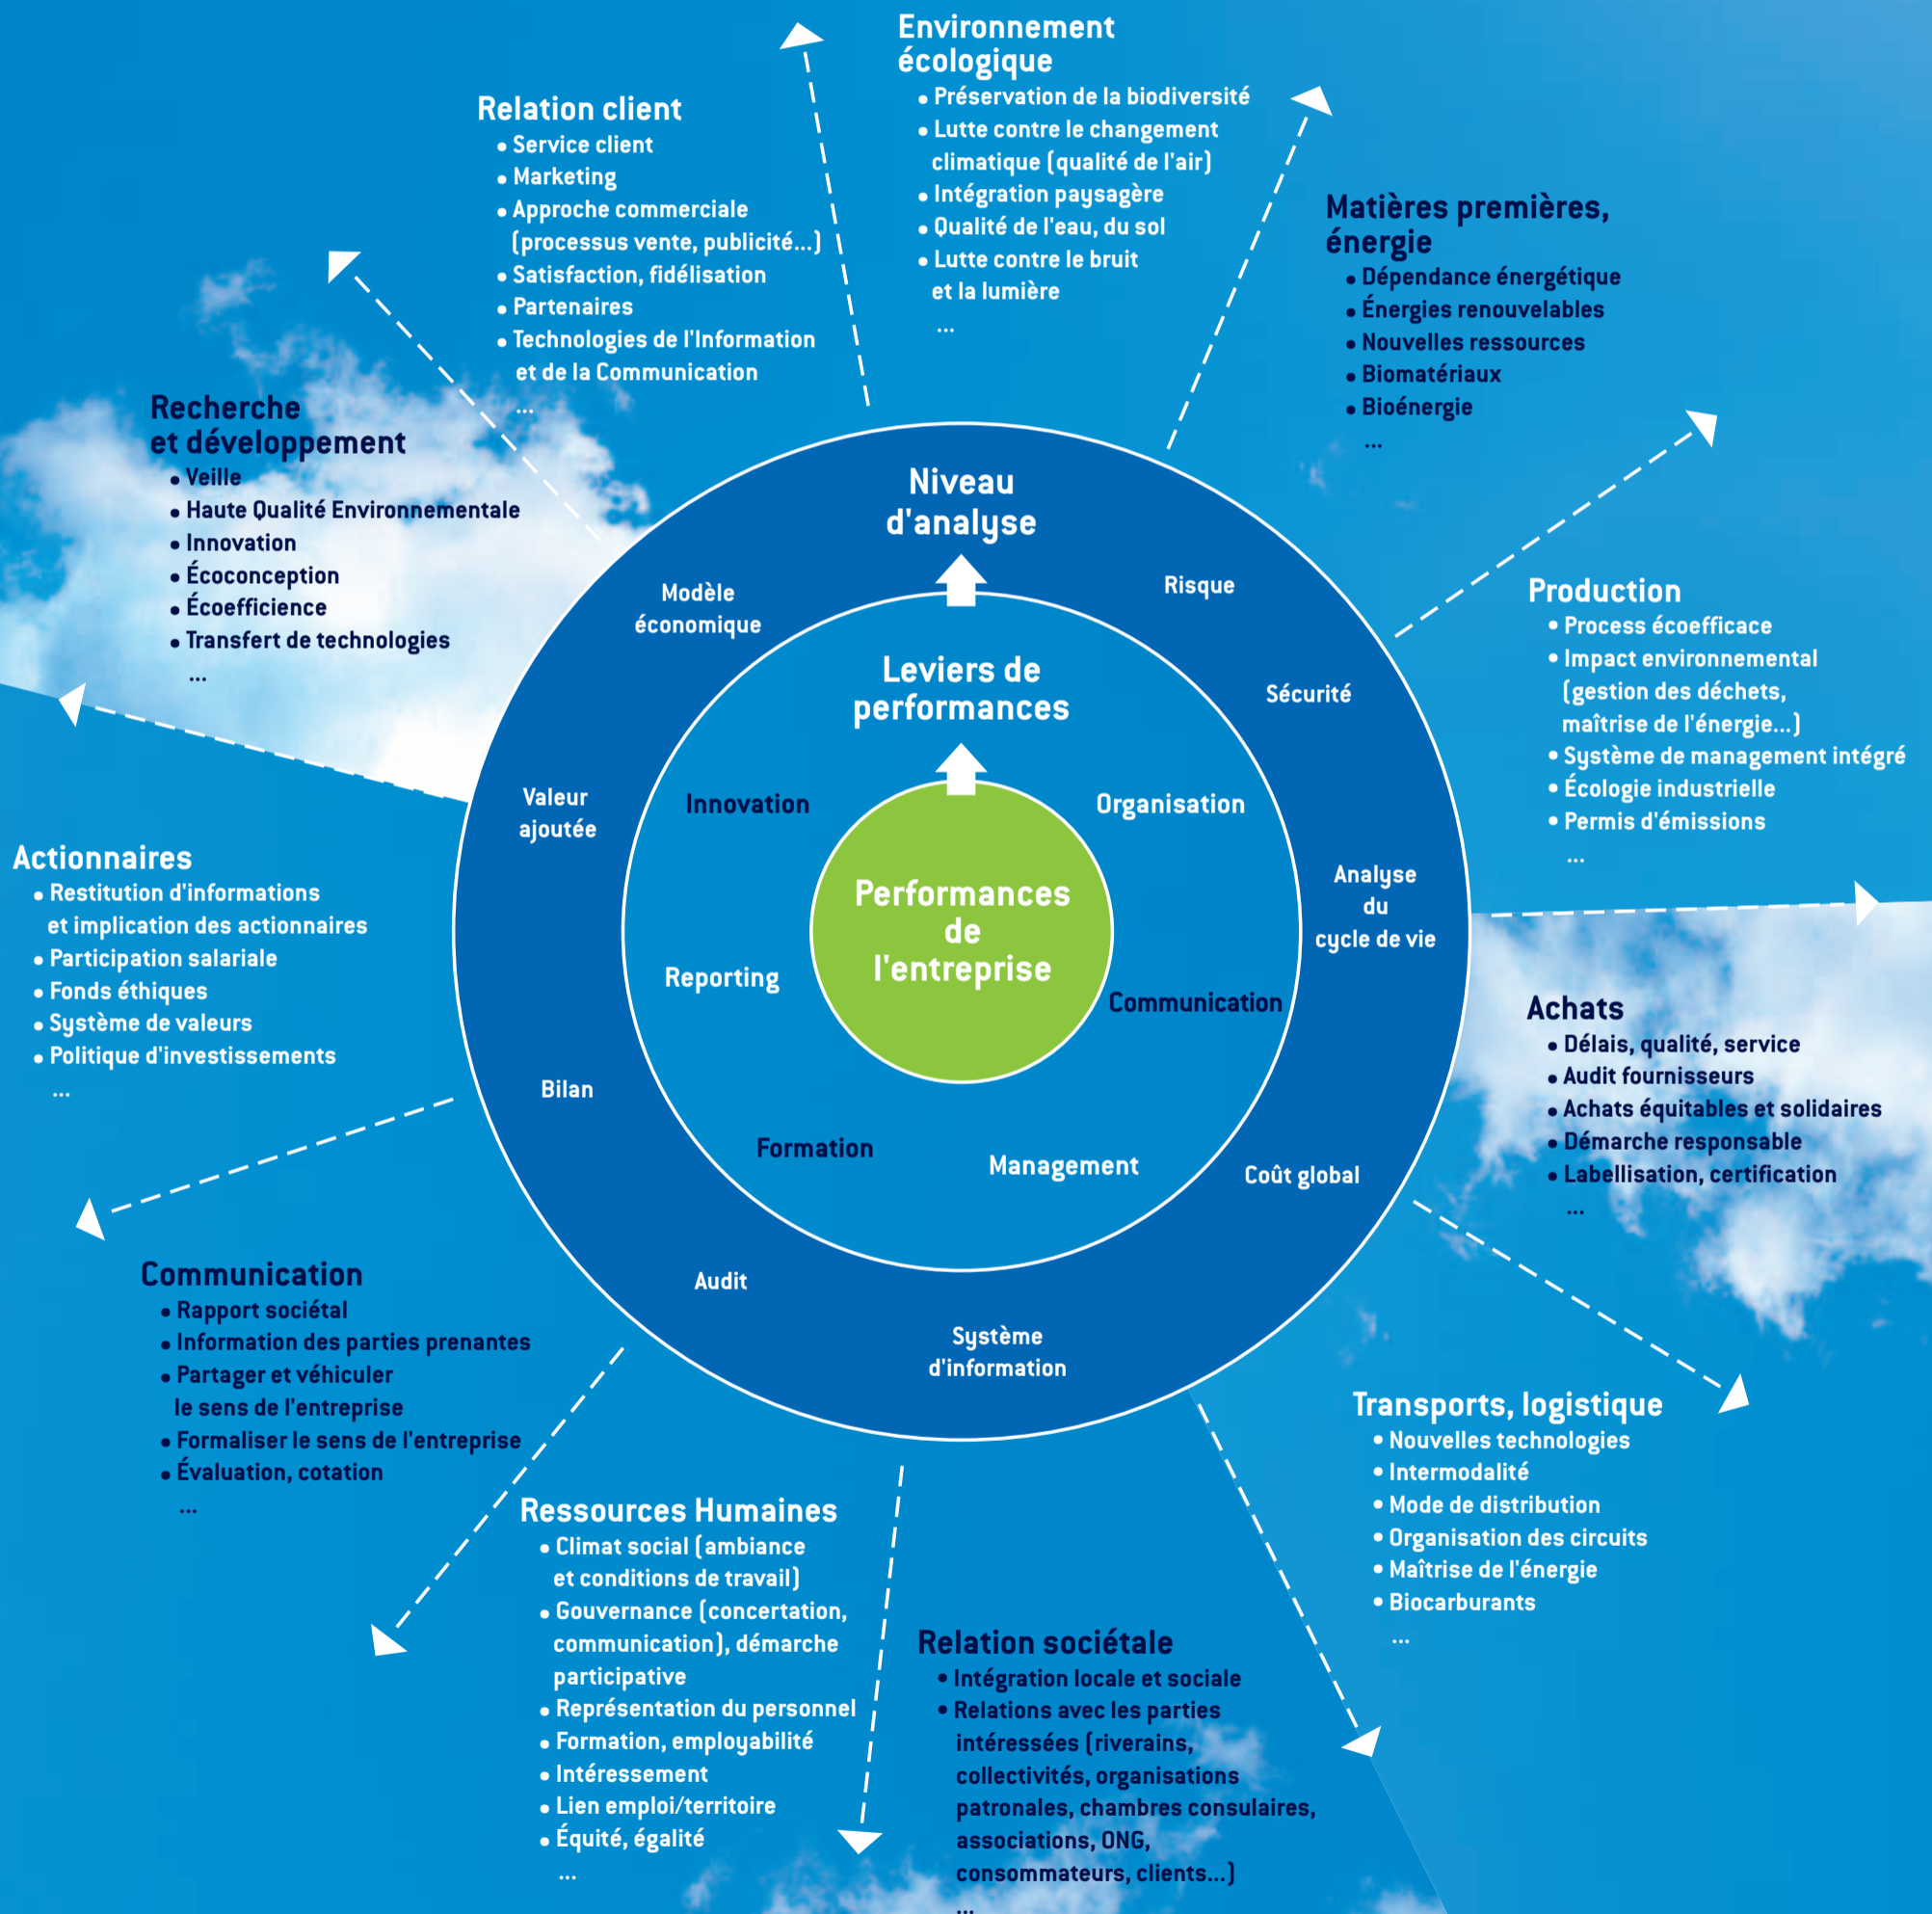 Environnement
écologique
• Préservation de la biodiversité
• Lutte contre le changement
climatique (qualité de l'air)
• Intégration paysagère
• Qualité de l'eau, du sol
• Lutte contre le bruit
et la lumière
...
Relation client
• Service client
• Marketing
• Approche commerciale
(processus vente, publicité...)
• Satisfaction, fidélisation
• Partenaires
• Technologies de l'Information
et de la Communication
...
Matières premières,
énergie
• Dépendance énergétique
• Énergies renouvelables
• Nouvelles ressources
• Biomatériaux
• Bioénergie
...
Recherche
et développement
• Veille
• Haute Qualité Environnementale
• Innovation
• Écoconception
• Écoefficience
• Transfert de technologies
...
Production
• Process écoefficace
• Impact environnemental
(gestion des déchets,
maîtrise de l'énergie...)
• Système de management intégré
• Écologie industrielle
• Permis d'émissions
...
Niveau
d'analyse
Modèle
économique
Risque
Sécurité
Valeur
ajoutée
Analyse
du
cycle de vie
Bilan
Coût global
Audit
Système
d'information
Leviers de
performances
Innovation
Organisation
Reporting
Communication
Formation
Management
Performances
de
l'entreprise
Actionnaires
• Restitution d'informations
et implication des actionnaires
• Participation salariale
• Fonds éthiques
• Système de valeurs
• Politique d'investissements
...
Achats
• Délais, qualité, service
• Audit fournisseurs
• Achats équitables et solidaires
• Démarche responsable
• Labellisation, certification
...
Communication
• Rapport sociétal
• Information des parties prenantes
• Partager et véhiculer
le sens de l'entreprise
• Formaliser le sens de l'entreprise
• Évaluation, cotation
...
Transports, logistique
• Nouvelles technologies
• Intermodalité
• Mode de distribution
• Organisation des circuits
• Maîtrise de l'énergie
• Biocarburants
...
Ressources Humaines
• Climat social (ambiance
et conditions de travail)
• Gouvernance (concertation,
communication), démarche
participative
• Représentation du personnel
• Formation, employabilité
• Intéressement
• Lien emploi/territoire
• Équité, égalité
...
Relation sociétale
• Intégration locale et sociale
• Relations avec les parties
intéressées (riverains,
collectivités, organisations
patronales, chambres consulaires,
associations, ONG,
consommateurs, clients...)
...